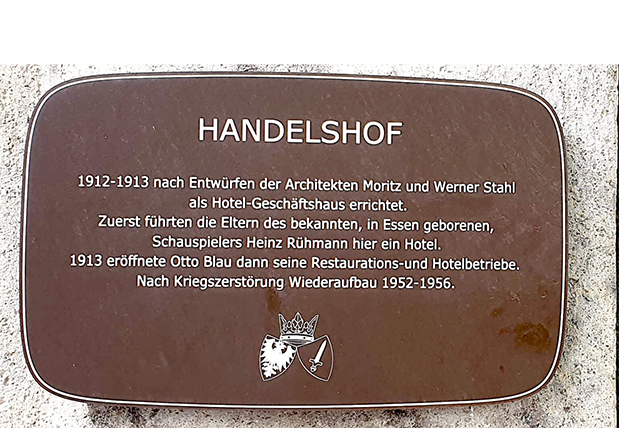 HANDELSHOF
1912-1913 nach Entwürfen der Architekten Moritz und Werner Stahl
als Hotel-Geschäftshaus errichtet.
Zuerst führten die Eltern des bekannten, in Essen geborenen,
Schauspielers Heinz Rühmann hier ein Hotel.
1913 eröffnete Otto Blau dann seine Restaurations-und Hotelbetriebe.
Nach Kriegszerstörung Wiederaufbau 1952-1956.